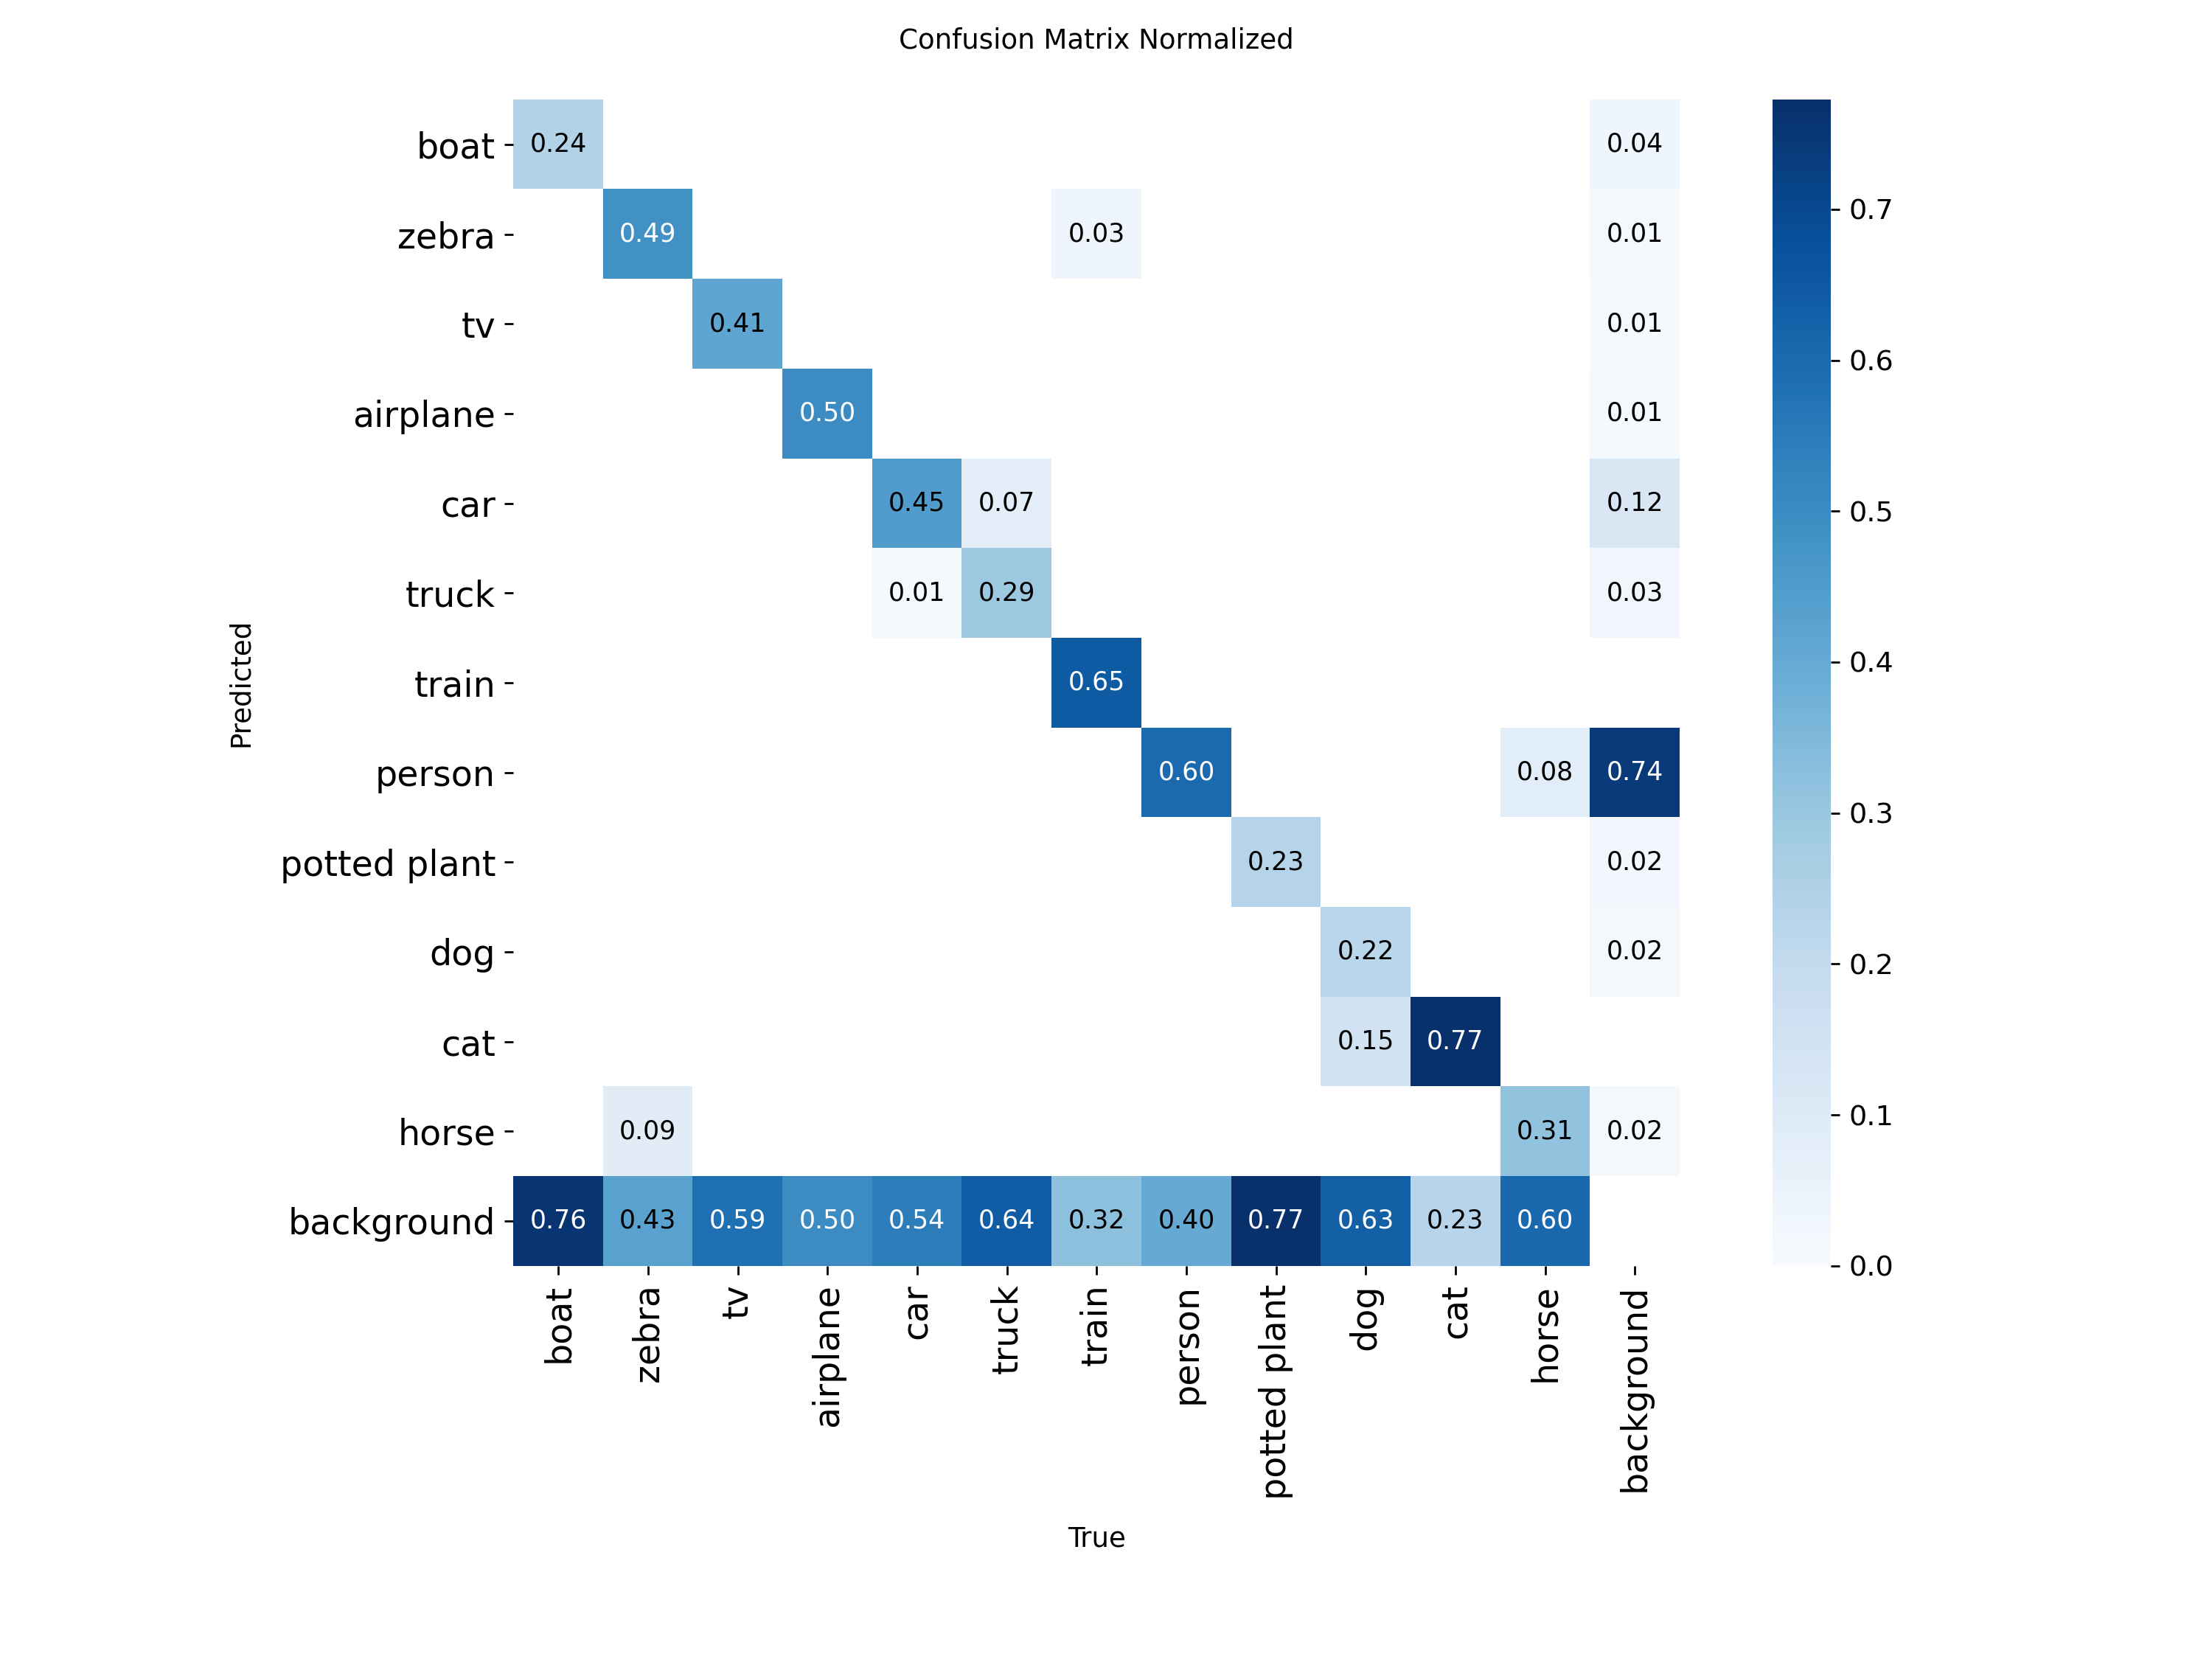 Confusion Matrix Normalized
boat 0.24 0.04
zebra 0.49 0.03 0.01
tv 0.41 0.01
airplane 0.50 0.01
car 0.45 0.07 0.12
truck 0.01 0.29 0.03
train 0.65
person 0.60 0.08 0.74
potted plant 0.23 0.02
dog 0.22 0.02
cat 0.15 0.77
horse 0.09 0.31 0.02
background 0.76 0.43 0.59 0.50 0.54 0.64 0.32 0.40 0.77 0.63 0.23 0.60
Predicted
boat
zebra
tv
airplane
car
truck
train
person
potted plant
dog
cat
horse
background
True
0.7
0.6
0.5
0.4
0.3
0.2
0.1
0.0